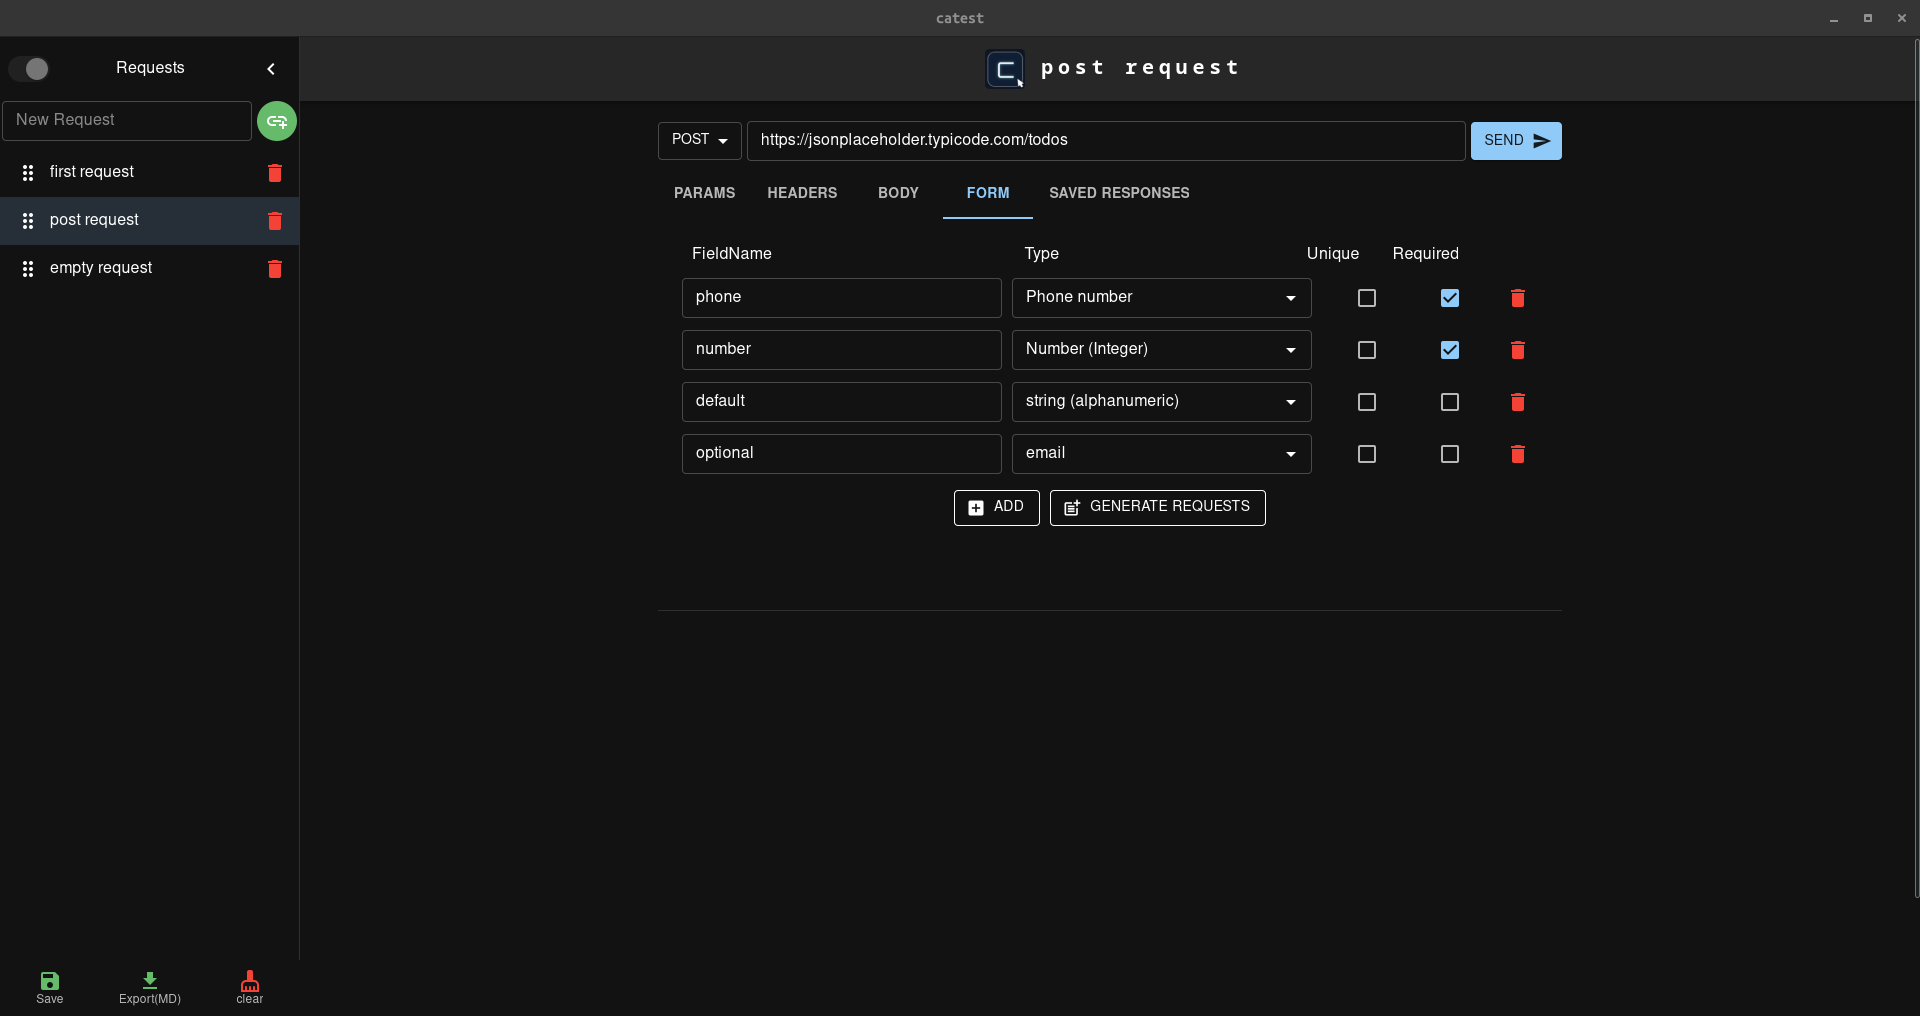 catest
Requests
post request
New Request
POST
https://jsonplaceholder.typicode.com/todos
SEND
first request
post request
empty request
PARAMS
HEADERS
BODY
FORM
SAVED RESPONSES
FieldName
Type
Unique
Required
phone
Phone number
number
Number (Integer)
default
string (alphanumeric)
optional
email
ADD
GENERATE REQUESTS
Save
Export(MD)
clear